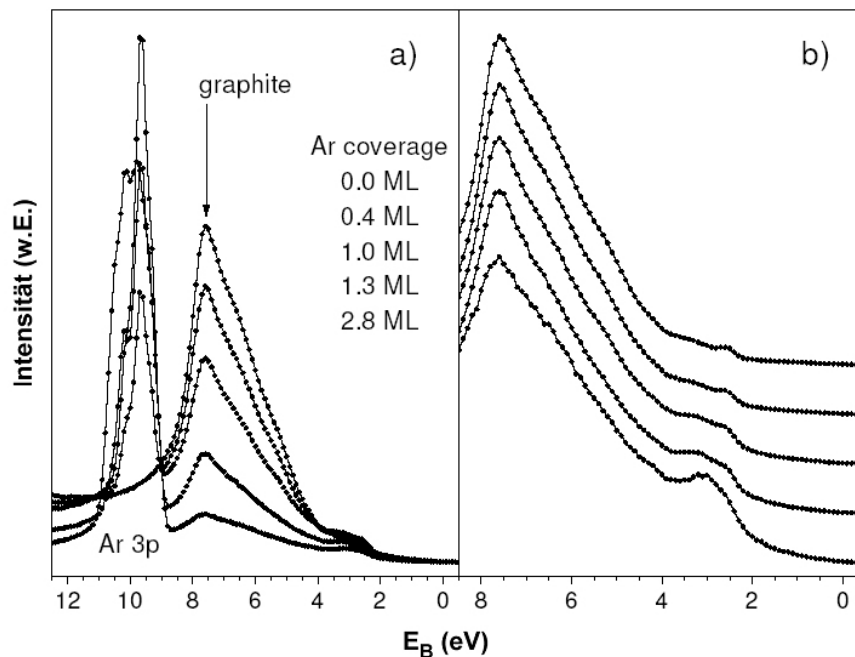 a)
graphite
Ar coverage
0.0 ML
0.4 ML
1.0 ML
1.3 ML
2.8 ML
Ar 3p
b)
Intensität (w.E.)
12 10 8 6 4 2 0
8 6 4 2 0
E_B (eV)